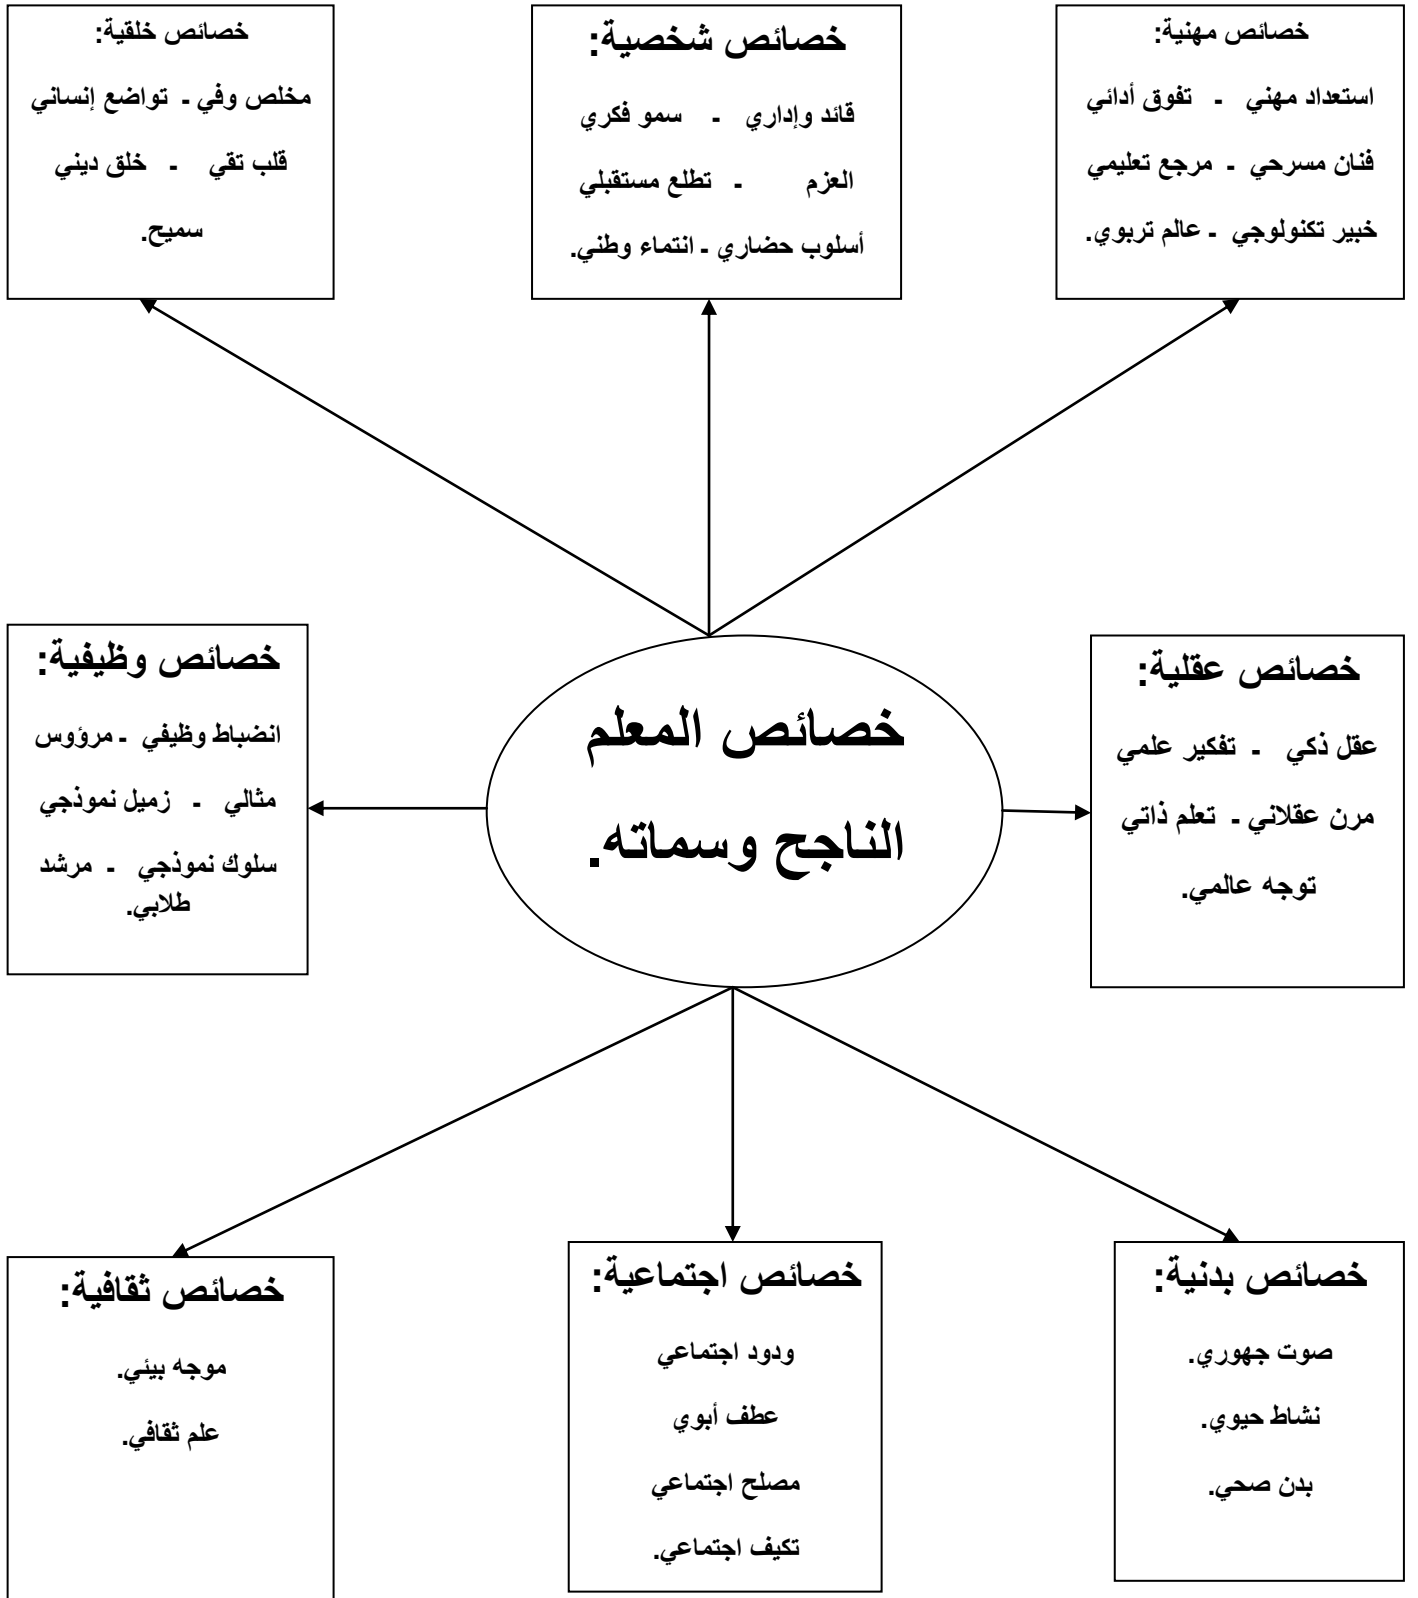 خصائص مهنية:
استعداد مهني - تفوق أدائي
فنان مسرحي - مرجع تعليمي
خبير تكنولوجي - عالم تربوي.
خصائص شخصية:
قائد وإداري - سمو فكري
العزم - تطلع مستقبلي
أسلوب حضاري - انتماء وطني.
خصائص خلقية:
مخلص وفي - تواضع إنساني
قلب تقي - خلق ديني
سميح.
خصائص عقلية:
عقل ذكي - تفكير علمي
مرن عقلاني - تعلم ذاتي
توجه عالمي.
خصائص المعلم
الناجح وسماته.
خصائص وظيفية:
انضباط وظيفي - مرؤوس
مثالي - زميل نموذجي
سلوك نموذجي - مرشد
طلابي.
خصائص بدنية:
صوت جهوري.
نشاط حيوي.
بدن صحي.
خصائص اجتماعية:
ودود اجتماعي
عطف أبوي
مصلح اجتماعي
تكيف اجتماعي.
خصائص ثقافية:
موجه بيئي.
علم ثقافي.